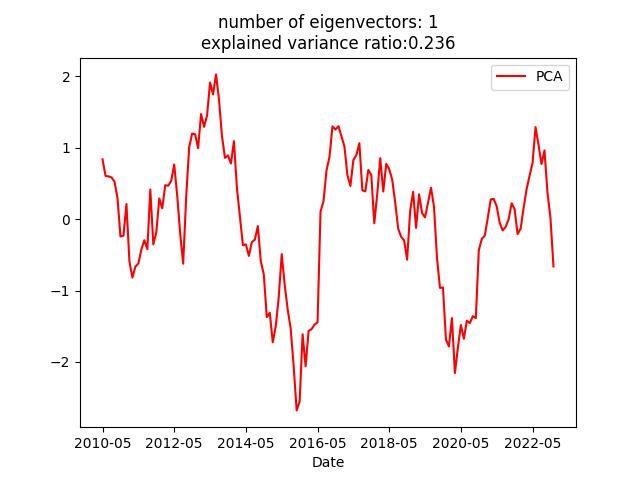 number of eigenvectors: 1
explained variance ratio:0.236
PCA
2
1
0
−1
−2
2010-05 2012-05 2014-05 2016-05 2018-05 2020-05 2022-05
Date